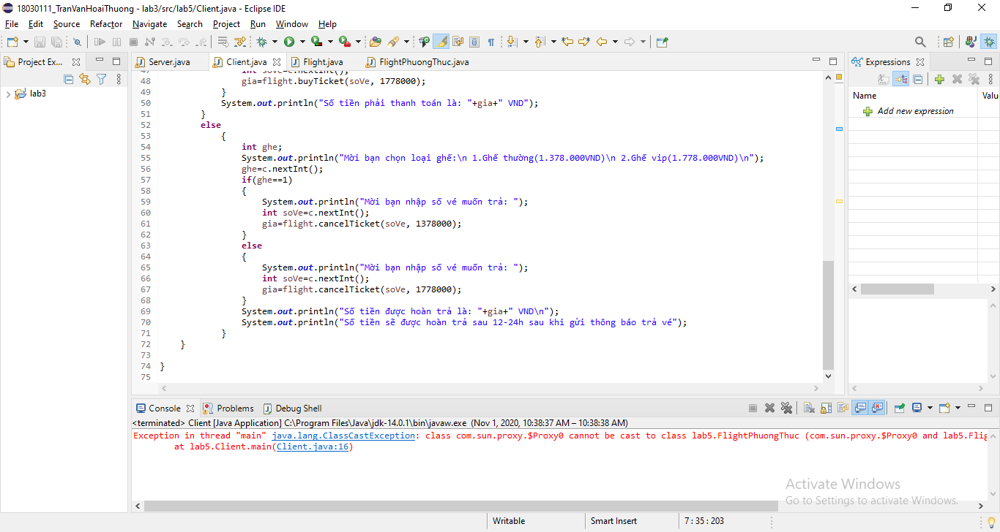 18030111_TranVanHoaiThuong - lab3/src/lab5/Client.java - Eclipse IDE
File Edit Source Refactor Navigate Search Project Run Window Help
Project Ex...
Server.java Client.java Flight.java FlightPhuongThuc.java
Expressions
lab3
Name Valu
Add new expression
47 int soVe=c.nextInt();
48 gia=flight.buyTicket(soVe, 1778000);
49 }
50 System.out.println("Số tiền phải thanh toán là: "+gia+" VND");
51 }
52 else
53 {
54 int ghe;
55 System.out.println("Mời bạn chọn loại ghế:\n 1.Ghế thường(1.378.000VND)\n 2.Ghế vip(1.778.000VND)\n");
56 ghe=c.nextInt();
57 if(ghe==1)
58 {
59 System.out.println("Mời bạn nhập số vé muốn trả: ");
60 int soVe=c.nextInt();
61 gia=flight.cancelTicket(soVe, 1378000);
62 }
63 else
64 {
65 System.out.println("Mời bạn nhập số vé muốn trả: ");
66 int soVe=c.nextInt();
67 gia=flight.cancelTicket(soVe, 1778000);
68 }
69 System.out.println("Số tiền được hoàn trả là: "+gia+" VND\n");
70 System.out.println("Số tiền sẽ được hoàn trả sau 12-24h sau khi gửi thông báo trả vé");
71 }
72 }
73
74 }
75
Console Problems Debug Shell
<terminated> Client [Java Application] C:\Program Files\Java\jdk-14.0.1\bin\javaw.exe (Nov 1, 2020, 10:38:37 AM – 10:38:38 AM)
Exception in thread "main" java.lang.ClassCastException: class com.sun.proxy.$Proxy0 cannot be cast to class lab5.FlightPhuongThuc (com.sun.proxy.$Proxy0 and lab5.Flig
at lab5.Client.main(Client.java:16)
Activate Windows
Go to Settings to activate Windows.
Writable Smart Insert 7 : 35 : 203